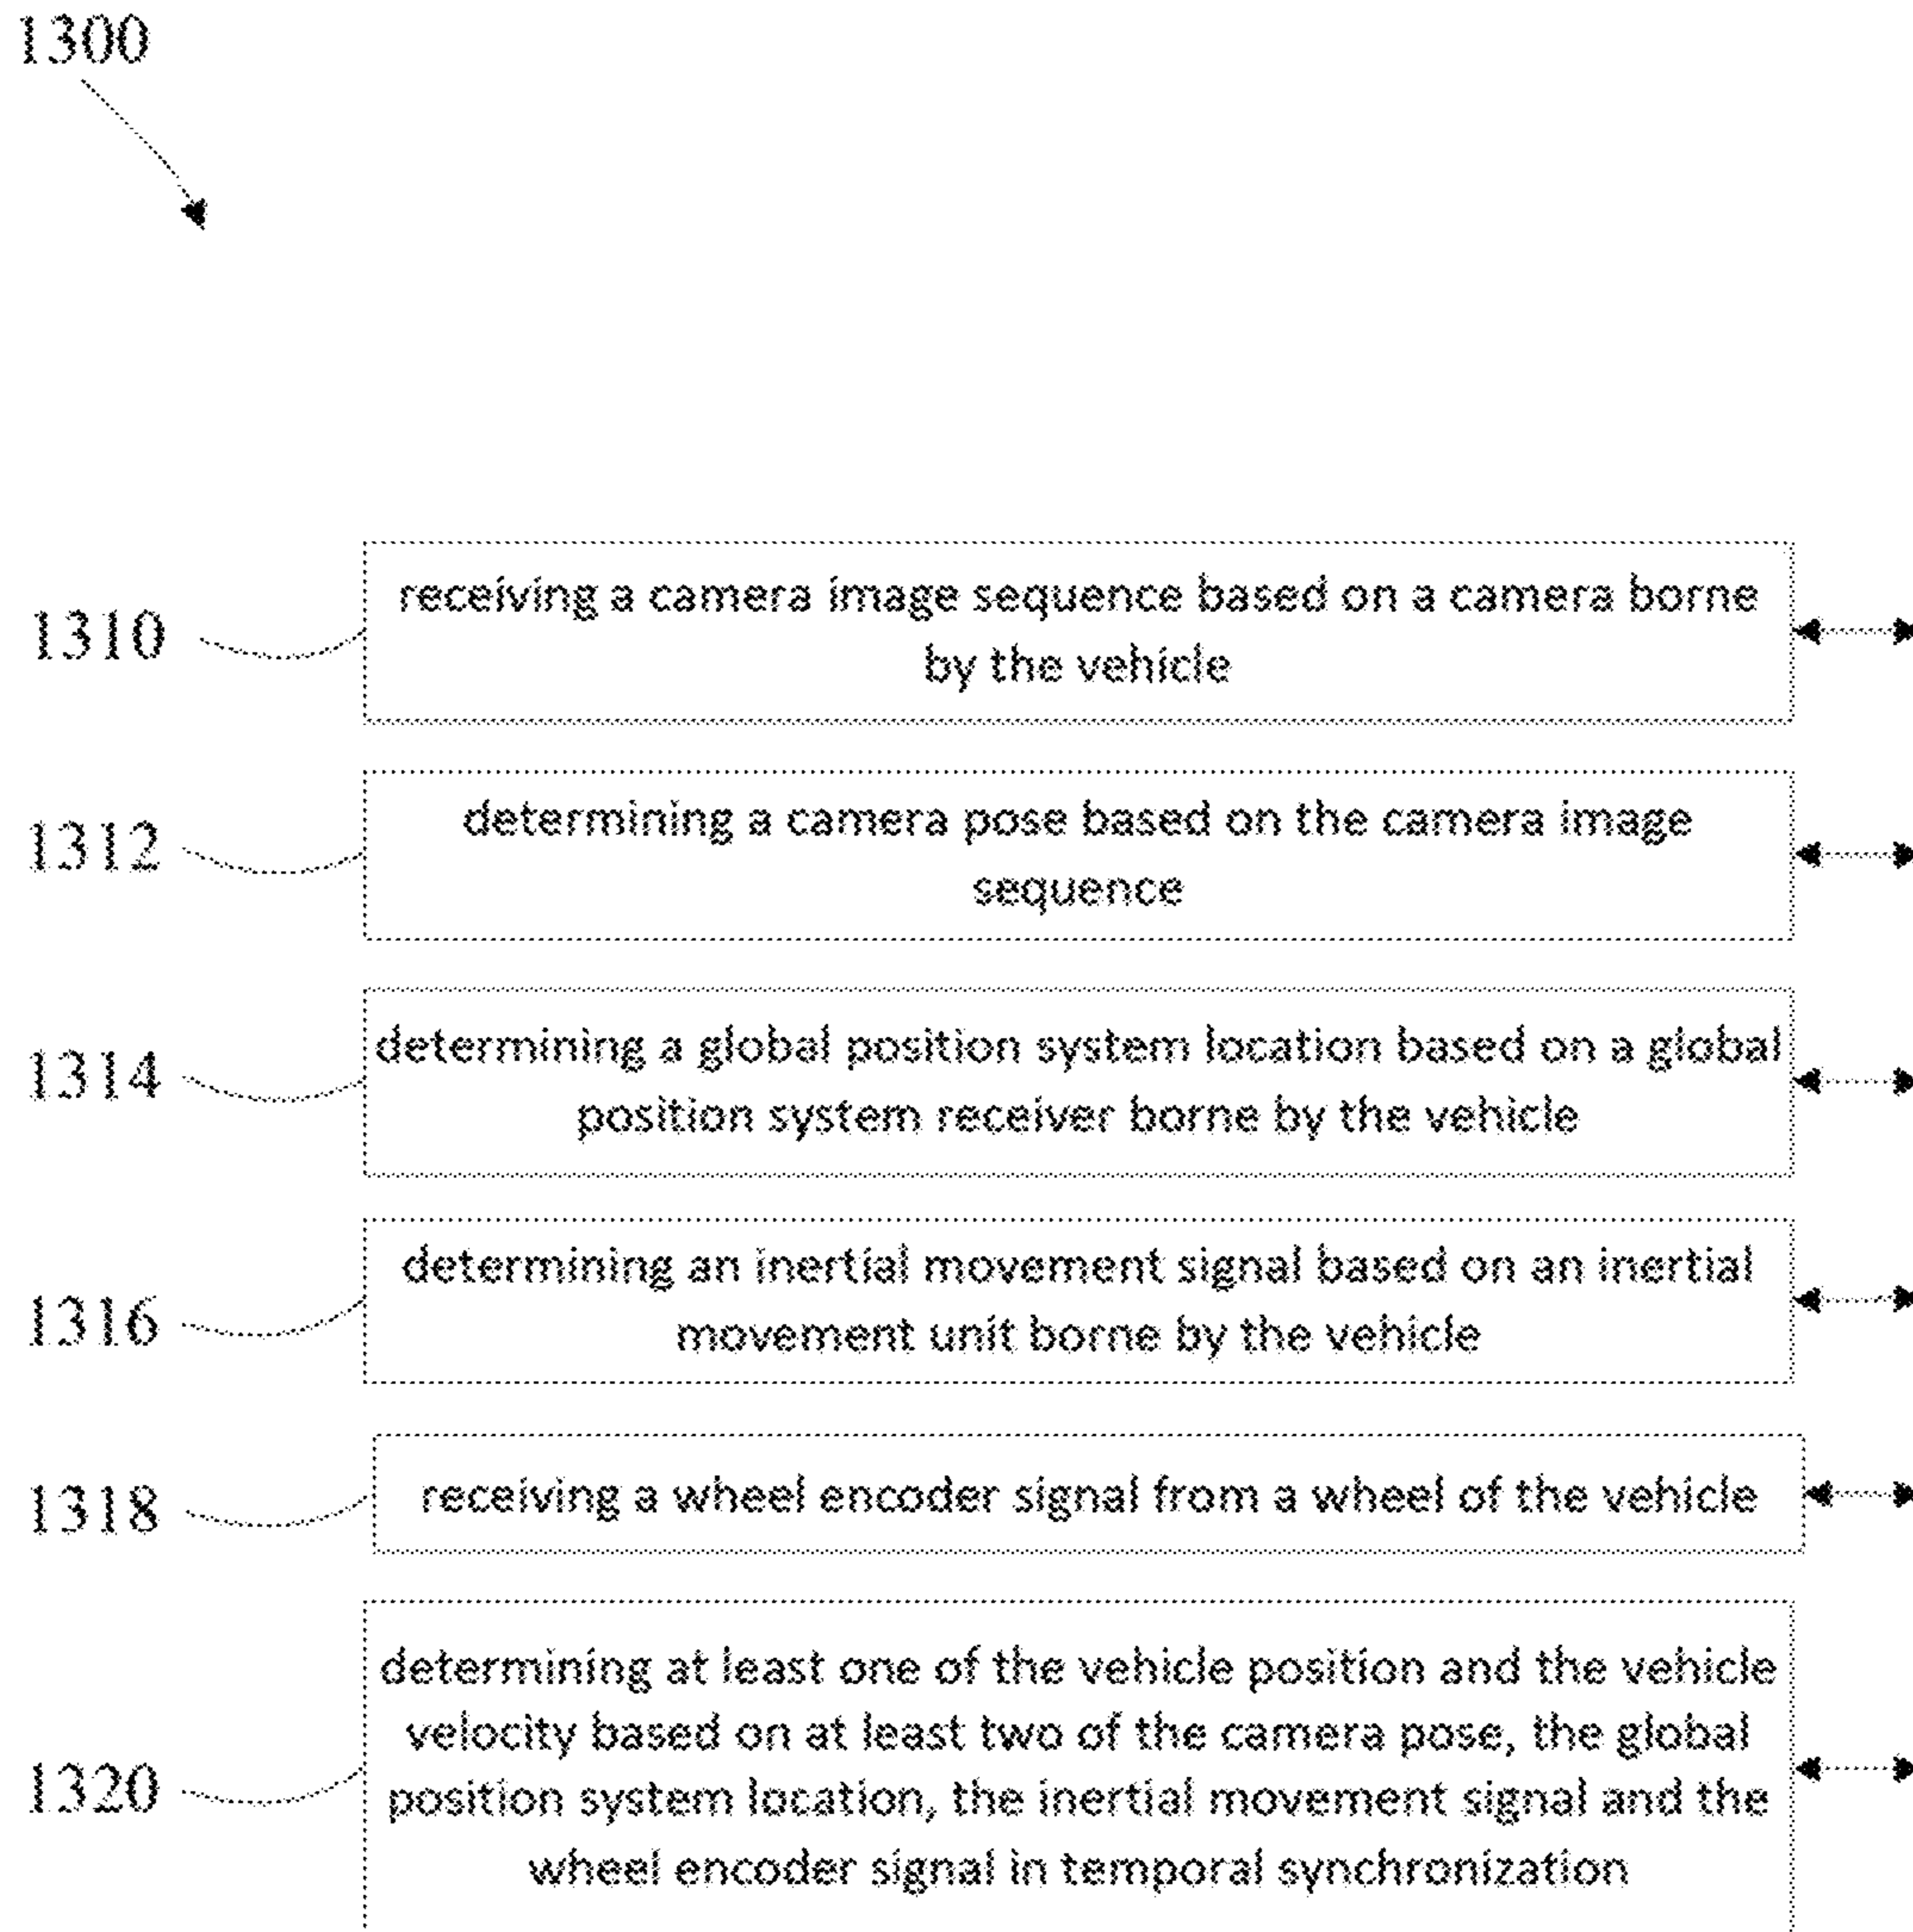 1300
1310
receiving a camera image sequence based on a camera borne
by the vehicle
1312
determining a camera pose based on the camera image
sequence
1314
determining a global position system location based on a global
position system receiver borne by the vehicle
1316
determining an inertial movement signal based on an inertial
movement unit borne by the vehicle
1318
receiving a wheel encoder signal from a wheel of the vehicle
1320
determining at least one of the vehicle position and the vehicle
velocity based on at least two of the camera pose, the global
position system location, the inertial movement signal and the
wheel encoder signal in temporal synchronization